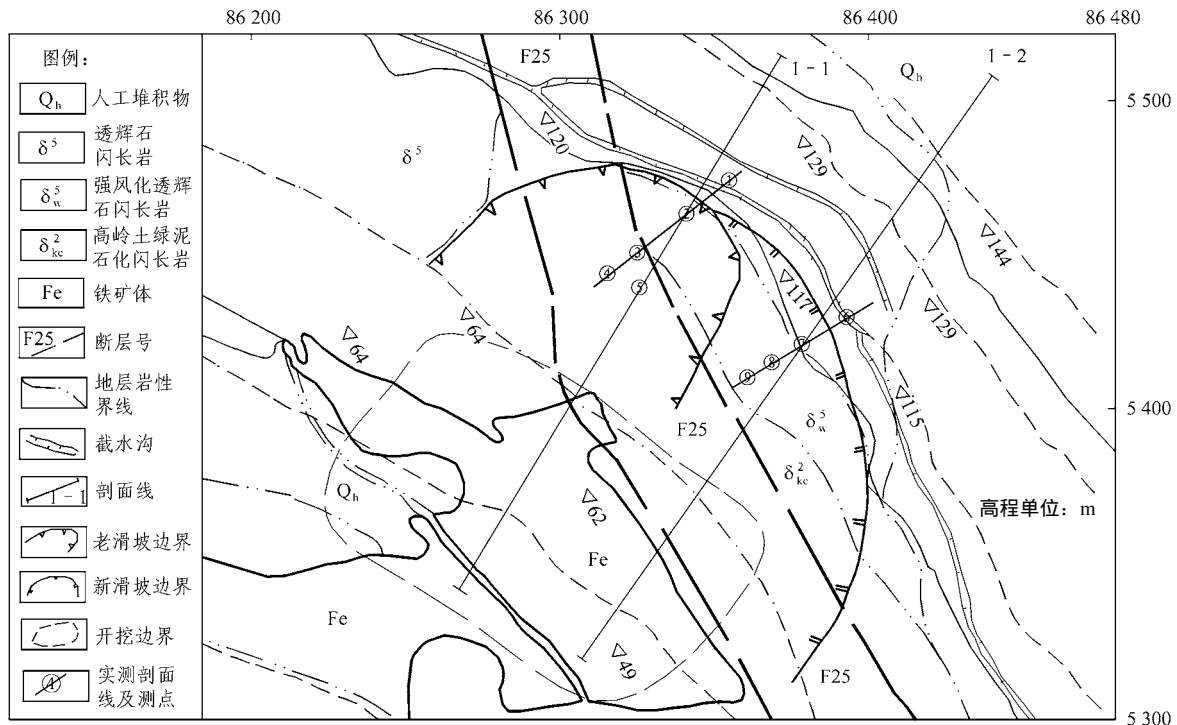 86 200
86 300
86 400
86 480
图例:
Qh
人工堆积物
δ⁵
透辉石
闪长岩
δ⁵w
强风化透辉
石闪长岩
δ²kc
高岭土绿泥
石化闪长岩
Fe
铁矿体
F25
断层号
地层岩性
界线
截水沟
1-1
剖面线
老滑坡边界
新滑坡边界
开挖边界
④
实测剖面
线及测点
F25
1-1
Qh
1-2
5 500
▽120
▽129
δ⁵
①
②
▽144
③
④
⑤
▽117
▽129
▽64
▽64
⑥
⑦
⑧
⑨
▽115
5 400
F25
δ⁵w
δ²kc
Qh
▽62
高程单位: m
Fe
Fe
▽49
F25
5 300